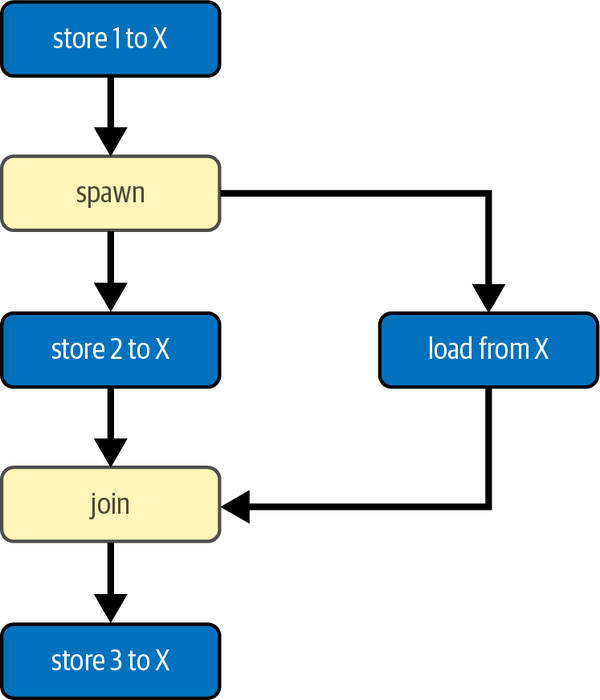 store 1 to X
spawn
store 2 to X
load from X
join
store 3 to X